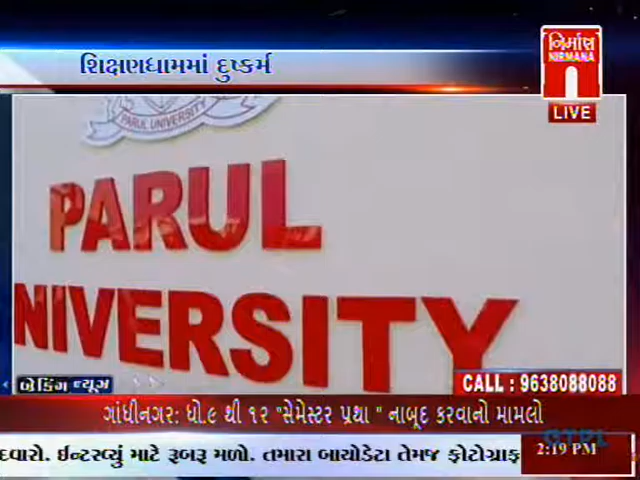 શિક્ષણધામમાં દુષ્કર્મ
નિર્માણ
NIRMANA
LIVE
PARUL UNIVERSITY
PARUL
NIVERSITY
CALL : 9638088088
બ્રેકિંગ ન્યૂઝ
ગાંધીનગર: ધો.૯ થી ૧૨ "સેમેસ્ટર પ્રથા " નાબૂદ કરવાનો મામલો
GTPL
દવારો. ઈન્ટરવ્યું માટે રૂબરૂ મળો. તમારા બાયોડેટા તેમજ ફોટોગ્રાફ
2:19 PM